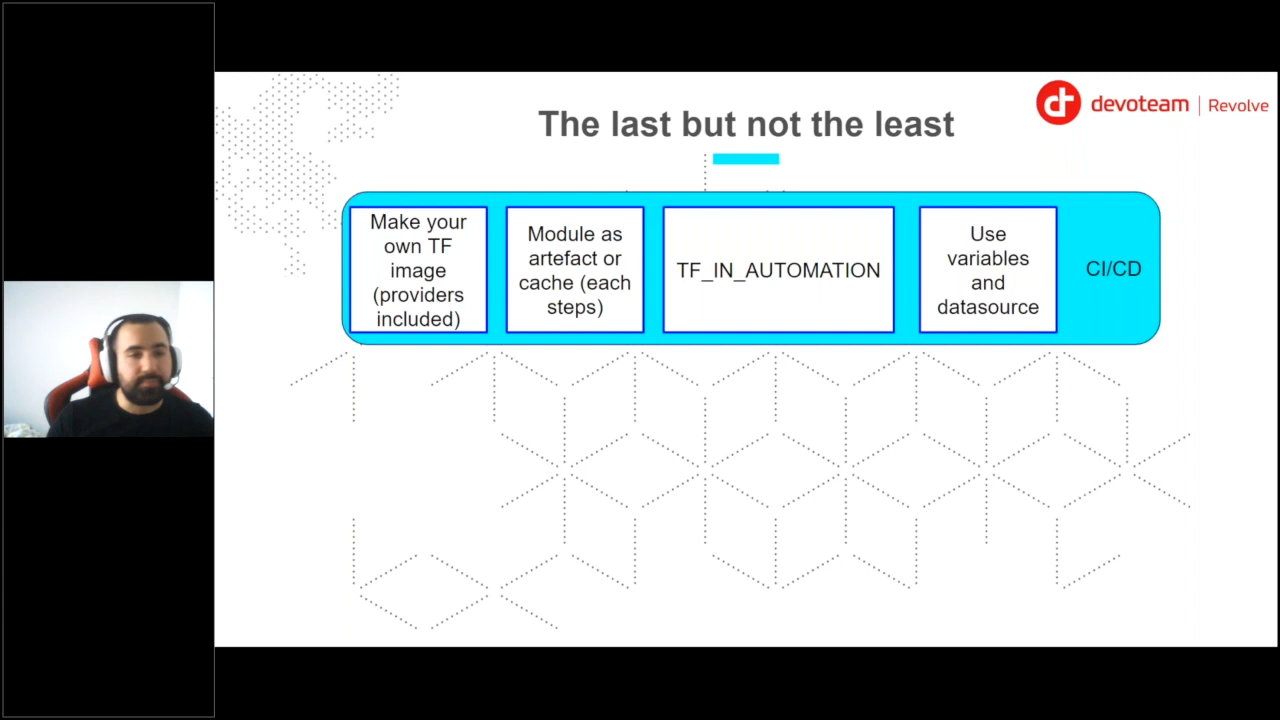 devoteam | Revolve
The last but not the least
Make your
own TF
image
(providers
included)
Module as
artefact or
cache (each
steps)
TF_IN_AUTOMATION
Use
variables
and
datasource
CI/CD